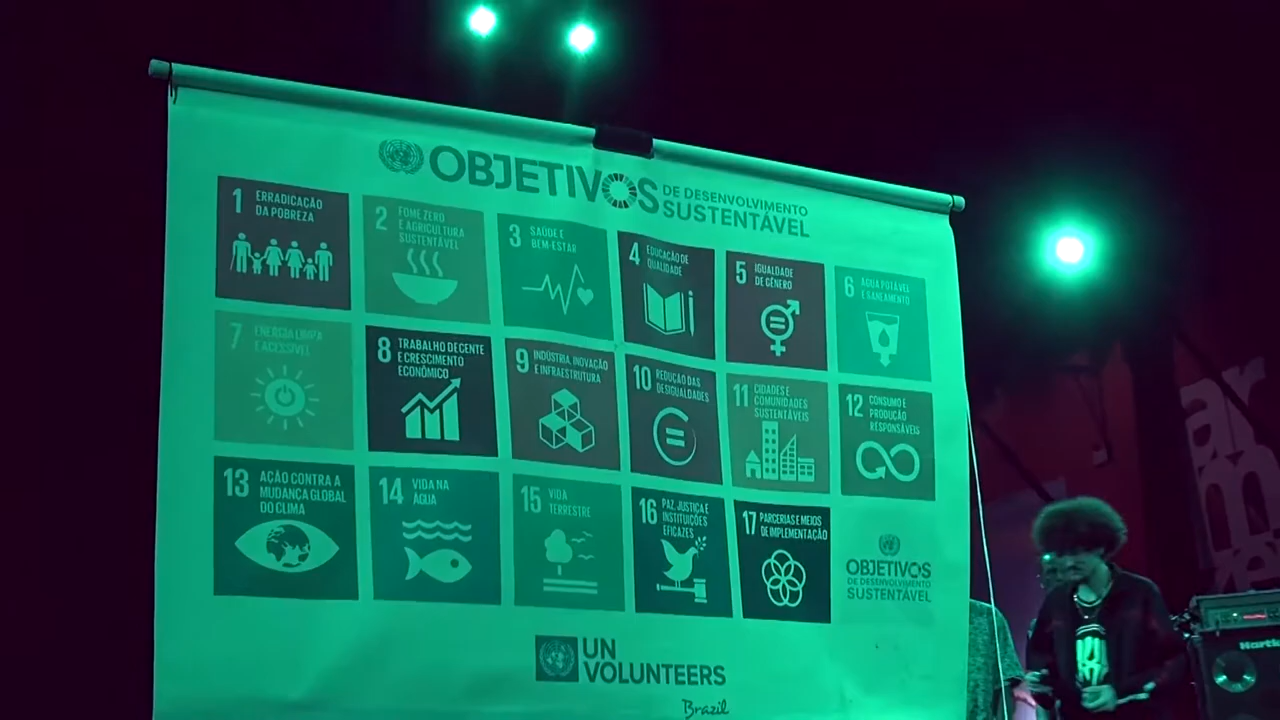 OBJETIVOS
DE DESENVOLVIMENTO
SUSTENTÁVEL
1 ERRADICAÇÃO
DA POBREZA
2 FOME ZERO
E AGRICULTURA
SUSTENTÁVEL
3 SAÚDE E
BEM-ESTAR
4 EDUCAÇÃO DE
QUALIDADE
5 IGUALDADE
DE GÊNERO
6 ÁGUA POTÁVEL
E SANEAMENTO
7 ENERGIA LIMPA
E ACESSÍVEL
8 TRABALHO DECENTE
E CRESCIMENTO
ECONÔMICO
9 INDÚSTRIA, INOVAÇÃO
E INFRAESTRUTURA
10 REDUÇÃO DAS
DESIGUALDADES
11 CIDADES E
COMUNIDADES
SUSTENTÁVEIS
12 CONSUMO E
PRODUÇÃO
RESPONSÁVEIS
13 AÇÃO CONTRA A
MUDANÇA GLOBAL
DO CLIMA
14 VIDA NA
ÁGUA
15 VIDA
TERRESTRE
16 PAZ, JUSTIÇA E
INSTITUIÇÕES
EFICAZES
17 PARCERIAS E MEIOS
DE IMPLEMENTAÇÃO
OBJETIVOS
DE DESENVOLVIMENTO
SUSTENTÁVEL
UN
VOLUNTEERS
Brazil